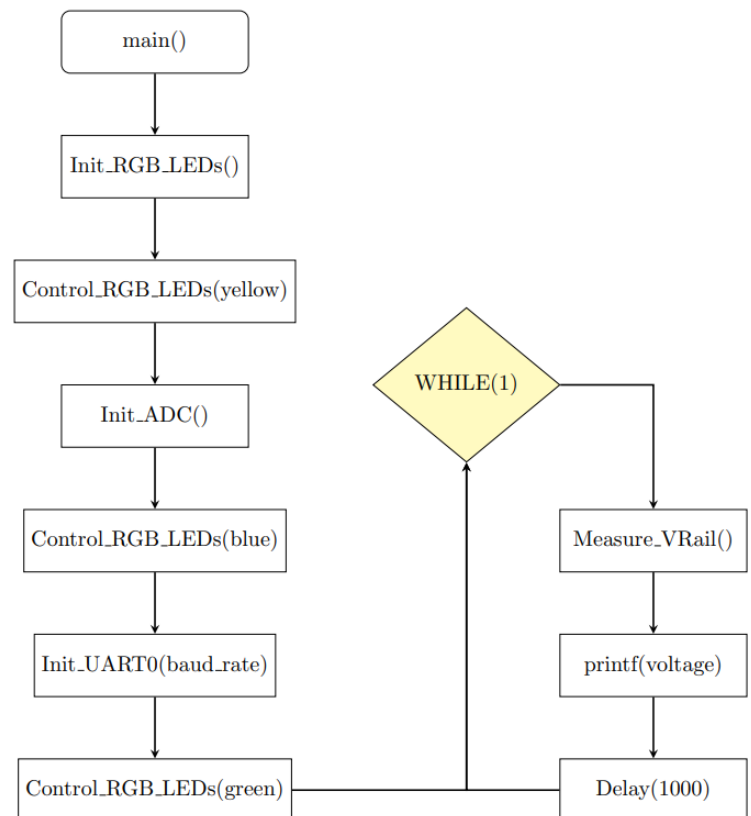 main()
Init_RGB_LEDs()
Control_RGB_LEDs(yellow)
Init_ADC()
Control_RGB_LEDs(blue)
Init_UART0(baud_rate)
Control_RGB_LEDs(green)
WHILE(1)
Measure_VRail()
printf(voltage)
Delay(1000)